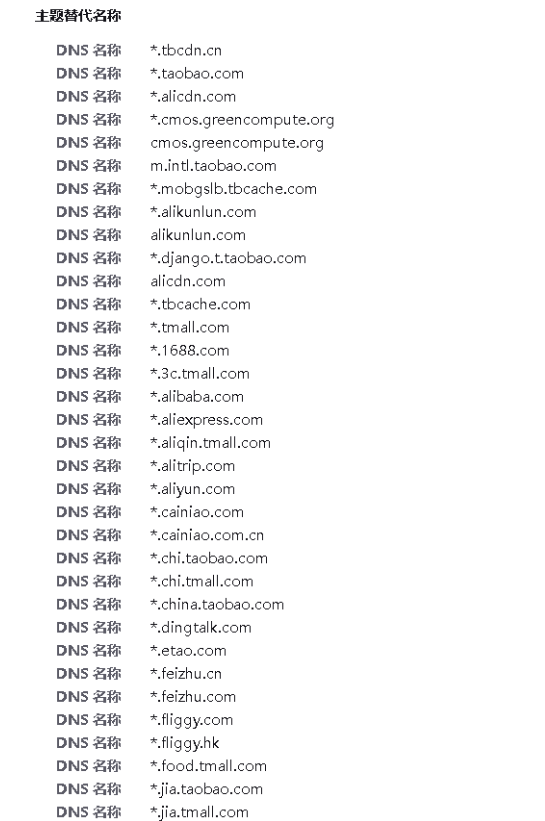 主题替代名称
DNS 名称 *.tbcdn.cn
DNS 名称 *.taobao.com
DNS 名称 *.alicdn.com
DNS 名称 *.cmos.greencompute.org
DNS 名称 cmos.greencompute.org
DNS 名称 m.intl.taobao.com
DNS 名称 *.mobgslb.tbcache.com
DNS 名称 *.alikunlun.com
DNS 名称 alikunlun.com
DNS 名称 *.django.t.taobao.com
DNS 名称 alicdn.com
DNS 名称 *.tbcache.com
DNS 名称 *.tmall.com
DNS 名称 *.1688.com
DNS 名称 *.3c.tmall.com
DNS 名称 *.alibaba.com
DNS 名称 *.aliexpress.com
DNS 名称 *.aliqin.tmall.com
DNS 名称 *.alitrip.com
DNS 名称 *.aliyun.com
DNS 名称 *.cainiao.com
DNS 名称 *.cainiao.com.cn
DNS 名称 *.chi.taobao.com
DNS 名称 *.chi.tmall.com
DNS 名称 *.china.taobao.com
DNS 名称 *.dingtalk.com
DNS 名称 *.etao.com
DNS 名称 *.feizhu.cn
DNS 名称 *.feizhu.com
DNS 名称 *.fliggy.com
DNS 名称 *.fliggy.hk
DNS 名称 *.food.tmall.com
DNS 名称 *.jia.taobao.com
DNS 名称 *.jia.tmall.com